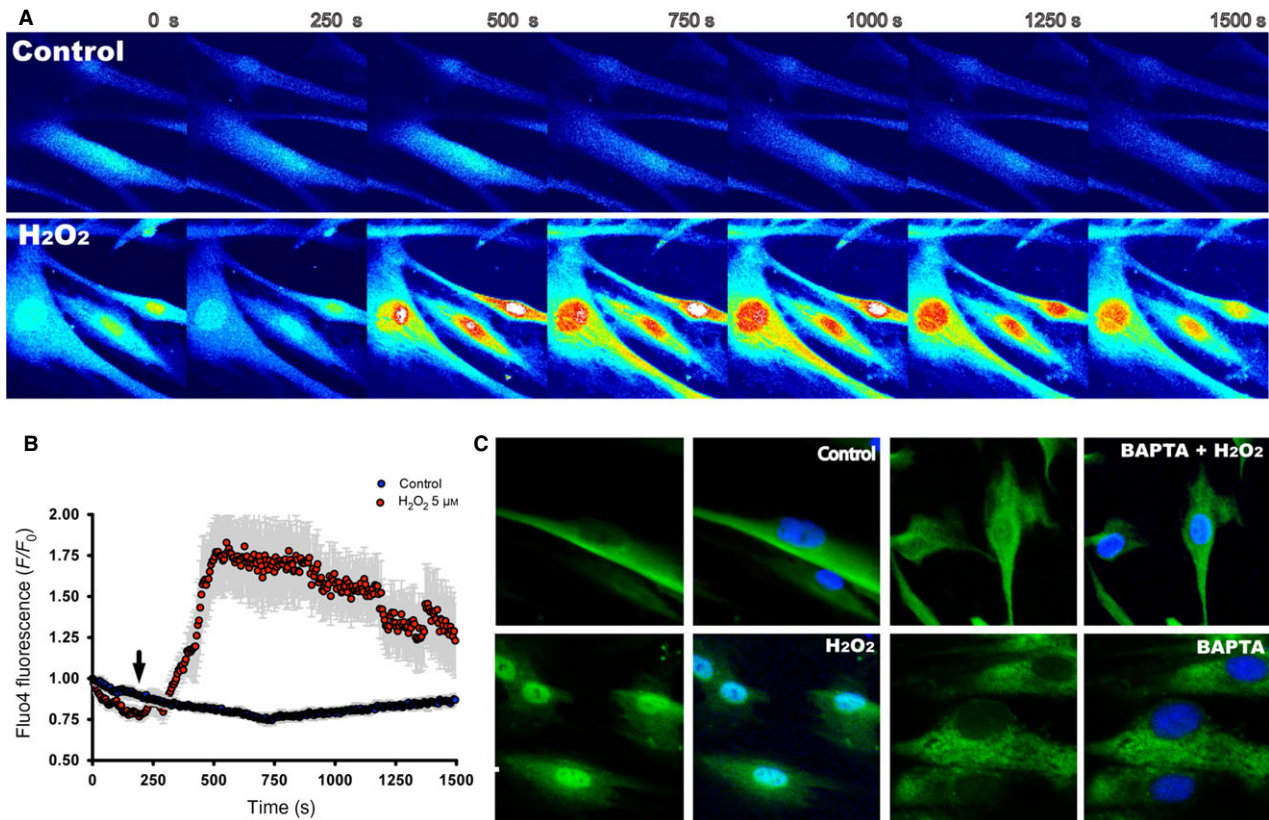 A
0 s 250 s 500 s 750 s 1000 s 1250 s 1500 s
Control
H2O2
B
Control
H2O2 5 μM
2.00
1.75
1.50
1.25
1.00
0.75
0.50
Fluo4 fluorescence (F/F0)
0 250 500 750 1000 1250 1500
Time (s)
C
Control
BAPTA + H2O2
H2O2
BAPTA